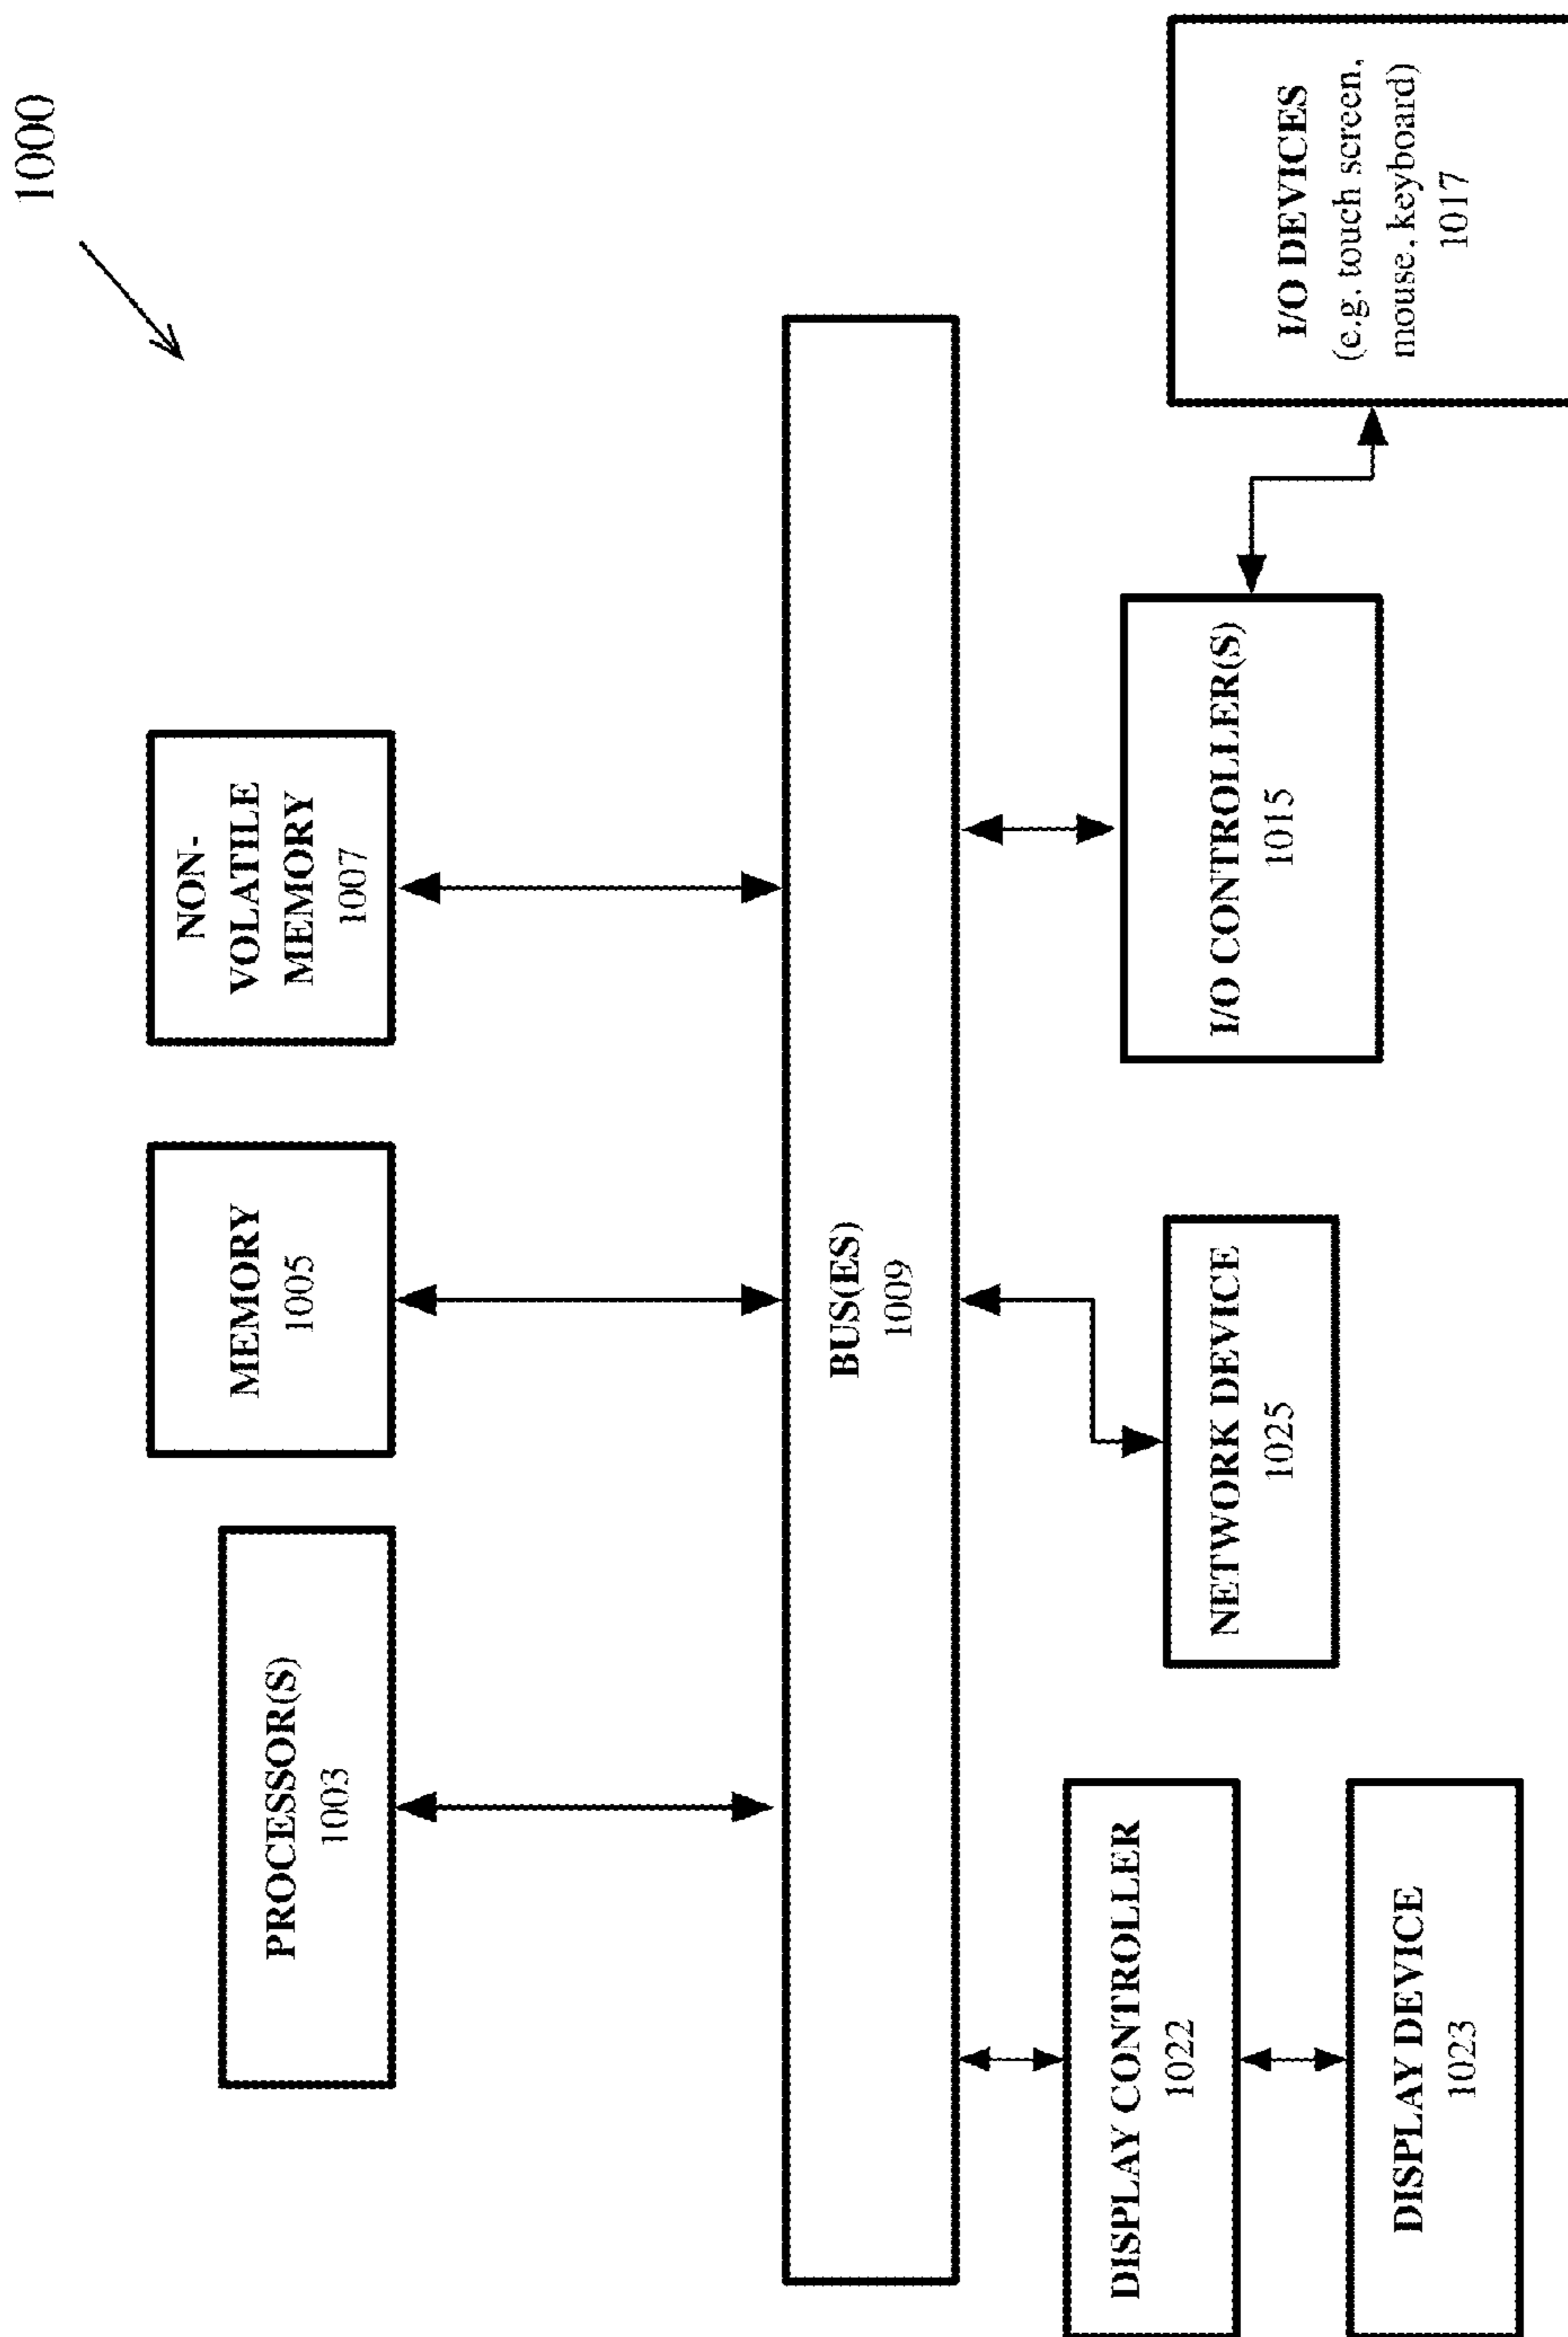 1000
PROCESSOR(S)
1003
MEMORY
1005
NON-
VOLATILE
MEMORY
1007
BUS(ES)
1009
DISPLAY CONTROLLER
1022
DISPLAY DEVICE
1023
NETWORK DEVICE
1025
I/O CONTROLLER(S)
1015
I/O DEVICES
(e.g. touch screen,
mouse, keyboard)
1017